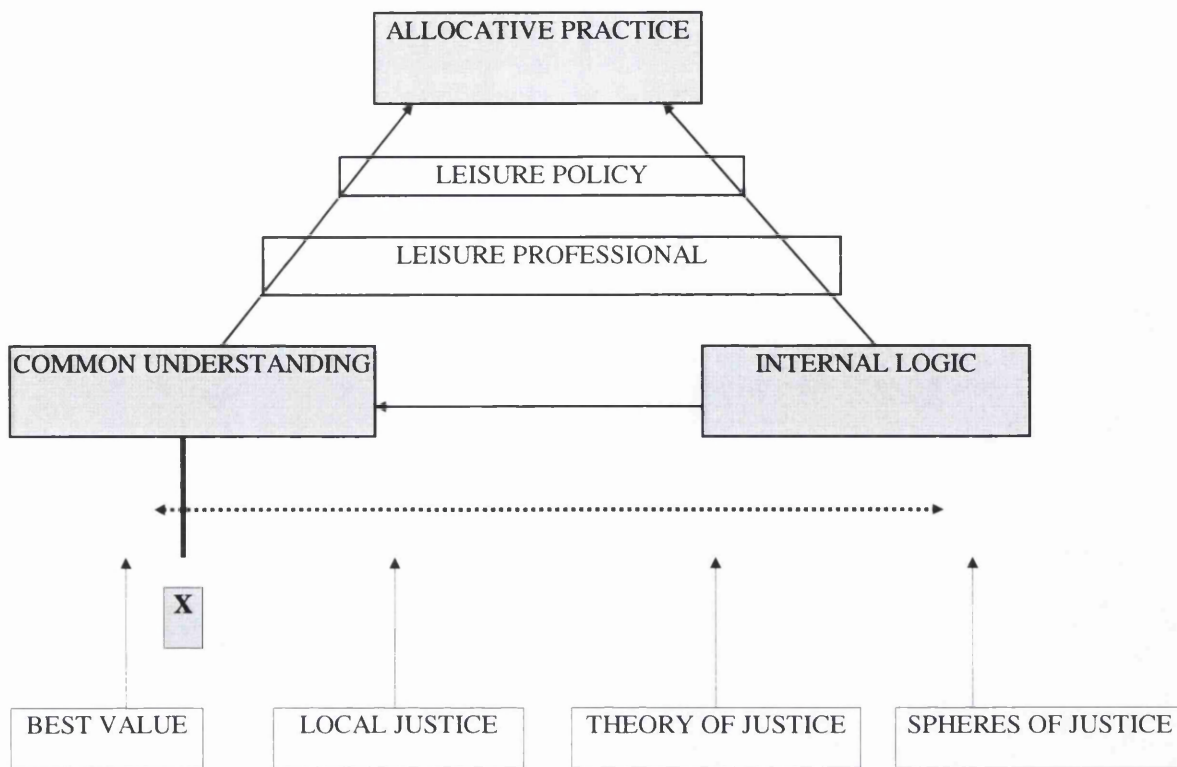 ALLOCATIVE PRACTICE
LEISURE POLICY
LEISURE PROFESSIONAL
COMMON UNDERSTANDING
INTERNAL LOGIC
X
BEST VALUE
LOCAL JUSTICE
THEORY OF JUSTICE
SPHERES OF JUSTICE